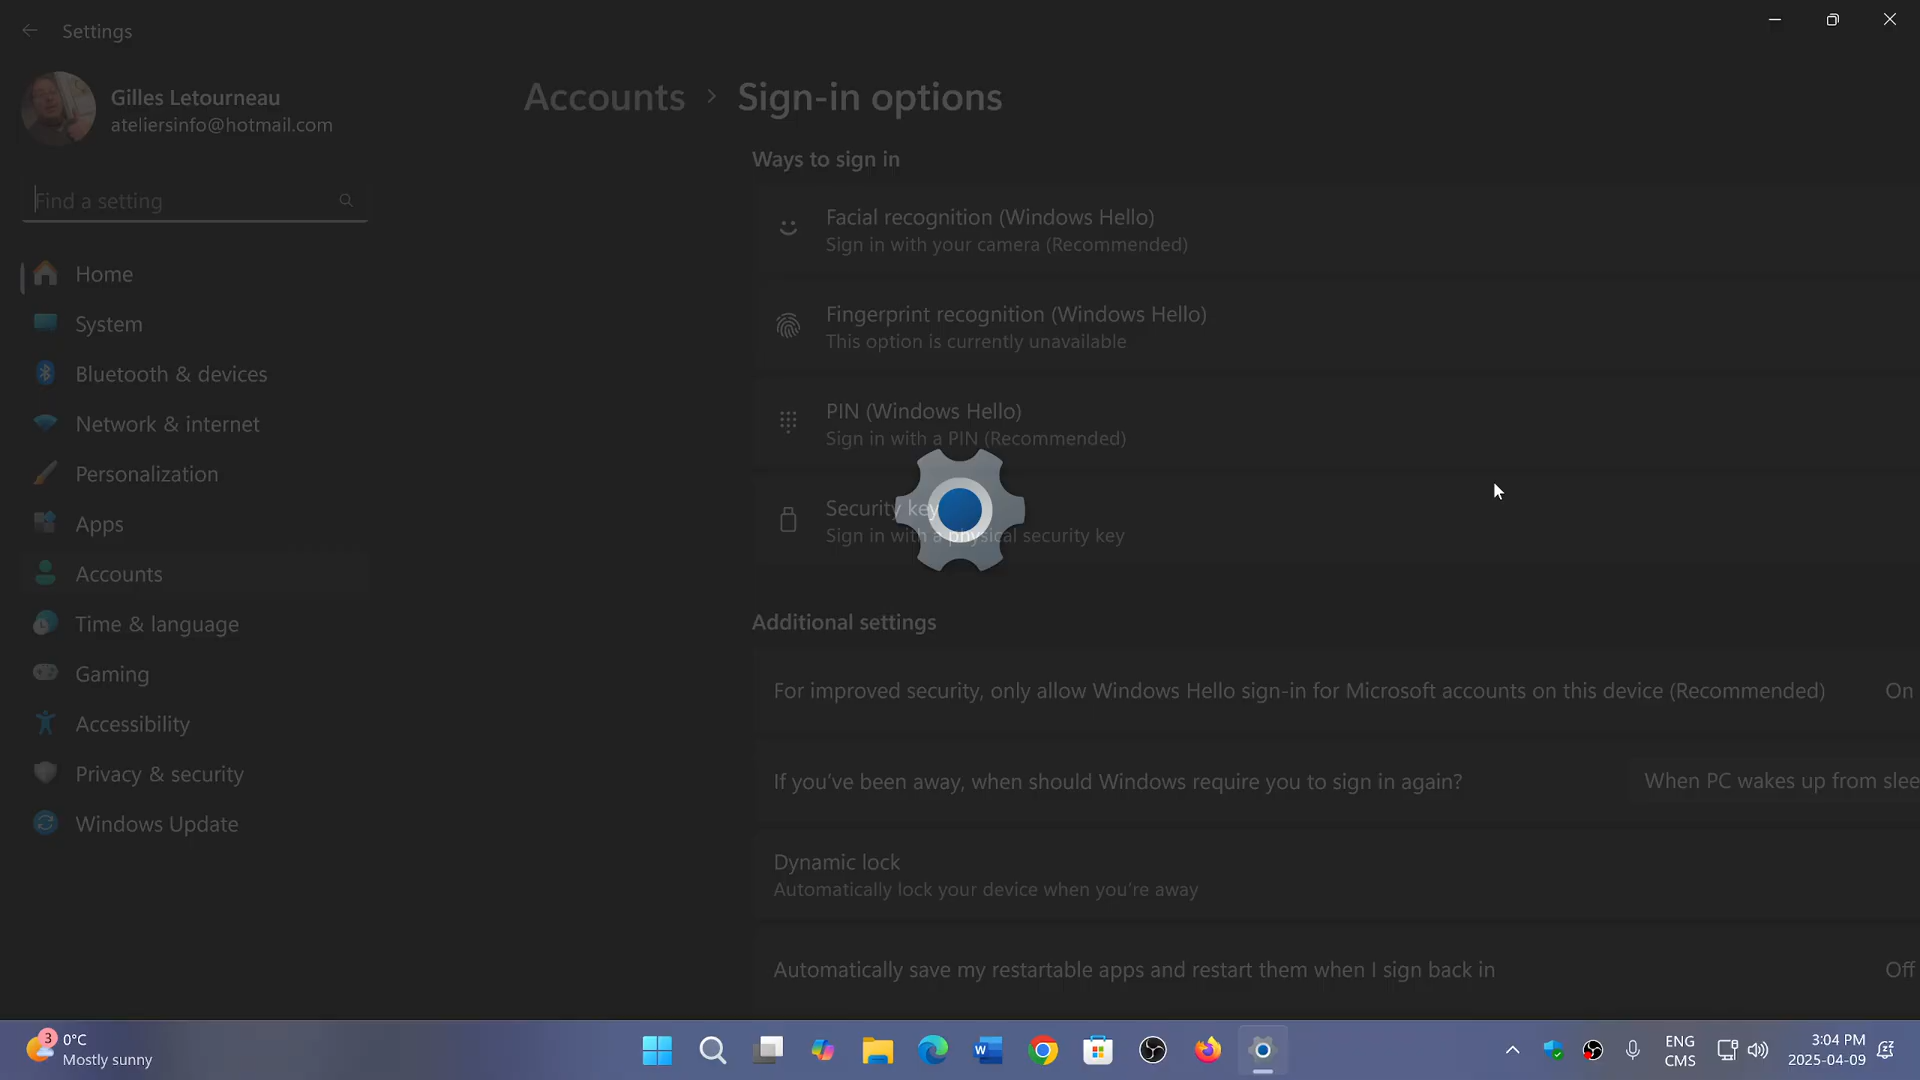 Settings
Gilles Letourneau
ateliersinfo@hotmail.com
Find a setting
Home
System
Bluetooth & devices
Network & internet
Personalization
Apps
Accounts
Time & language
Gaming
Accessibility
Privacy & security
Windows Update
Accounts > Sign-in options
Ways to sign in
Facial recognition (Windows Hello)
Sign in with your camera (Recommended)
Fingerprint recognition (Windows Hello)
This option is currently unavailable
PIN (Windows Hello)
Sign in with a PIN (Recommended)
Security key
Sign in with a physical security key
Additional settings
For improved security, only allow Windows Hello sign-in for Microsoft accounts on this device (Recommended) On
If you've been away, when should Windows require you to sign in again? When PC wakes up from slee
Dynamic lock
Automatically lock your device when you're away
Automatically save my restartable apps and restart them when I sign back in Off
3
0°C
Mostly sunny
W
ENG
CMS
3:04 PM
2025-04-09